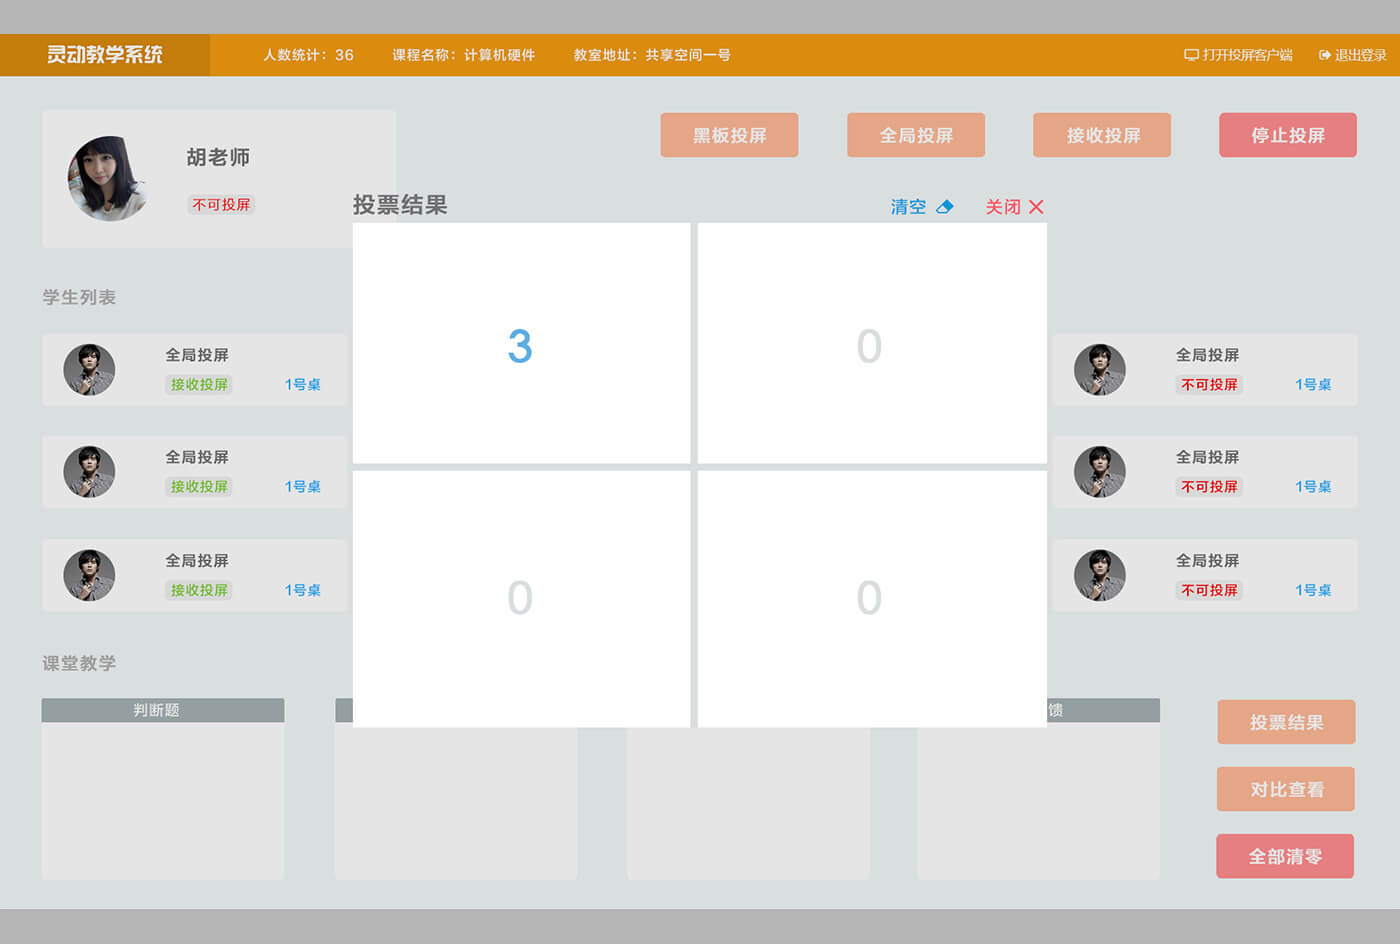 灵动教学系统 人数统计：36 课程名称：计算机硬件 教室地址：共享空间一号 打开投屏客户端 退出登录
黑板投屏 全局投屏 接收投屏 停止投屏
胡老师
不可投屏
投票结果 清空 关闭
3 0
0 0
学生列表
全局投屏
接收投屏 1号桌
全局投屏
不可投屏 1号桌
全局投屏
接收投屏 1号桌
全局投屏
不可投屏 1号桌
全局投屏
接收投屏 1号桌
全局投屏
不可投屏 1号桌
课堂教学
判断题
馈
投票结果
对比查看
全部清零